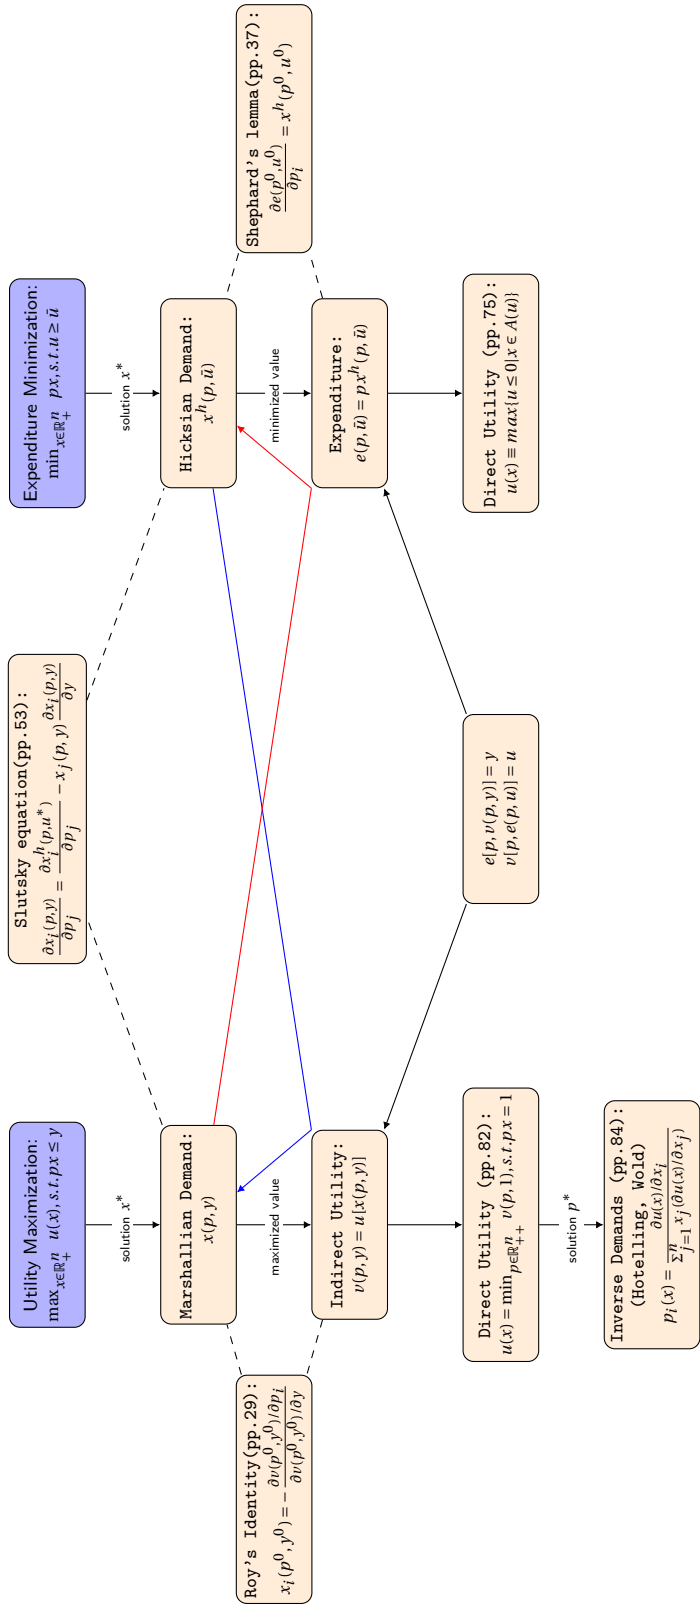 Utility Maximization:
max_{x∈ℝ^n_+} u(x), s.t. px ≤ y
Slutsky equation(pp.53):
∂x_i(p,y)/∂p_j = ∂x_i^h(p,u*)/∂p_j − x_j(p, y) ∂x_i(p,y)/∂y
Expenditure Minimization:
min_{x∈ℝ^n_+} px, s.t. u ≥ ū
solution x*
solution x*
Marshallian Demand:
x(p, y)
Hicksian Demand:
x^h(p, ū)
Roy's Identity(pp.29):
x_i(p^0, y^0) = − ∂v(p^0,y^0)/∂p_i / ∂v(p^0,y^0)/∂y
maximized value
minimized value
Shephard's lemma(pp.37):
∂e(p^0,u^0)/∂p_i = x^h(p^0, u^0)
Indirect Utility:
v(p, y) = u[x(p, y)]
Expenditure:
e(p, ū) = px^h(p, ū)
Direct Utility (pp.82):
u(x) = min_{p∈ℝ^n_{++}} v(p, 1), s.t. px = 1
e[p, v(p, y)] = y
v[p, e(p, u)] = u
Direct Utility (pp.75):
u(x) ≡ max{u ≤ 0|x ∈ A(u)}
solution p*
Inverse Demands (pp.84):
(Hotelling, Wold)
p_i(x) = ∂u(x)/∂x_i / Σ^n_{j=1} x_j(∂u(x)/∂x_j)